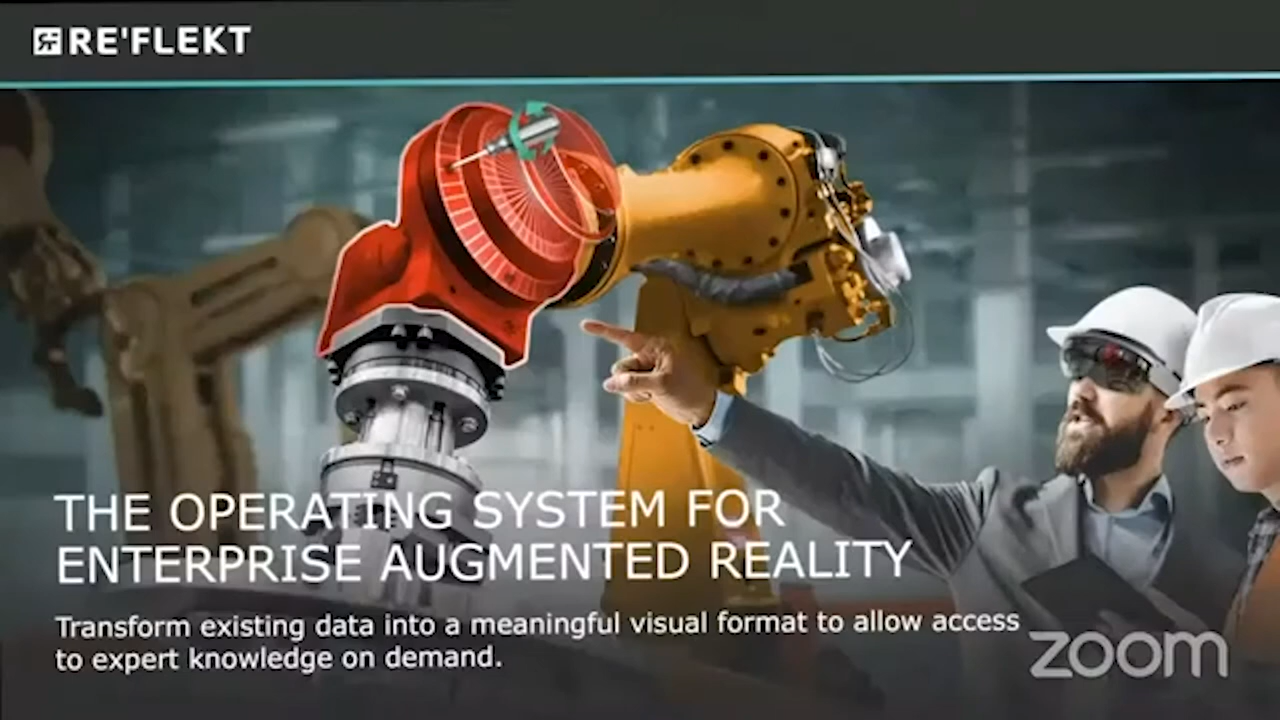 RE'FLEKT
THE OPERATING SYSTEM FOR
ENTERPRISE AUGMENTED REALITY
Transform existing data into a meaningful visual format to allow access
to expert knowledge on demand.
zoom